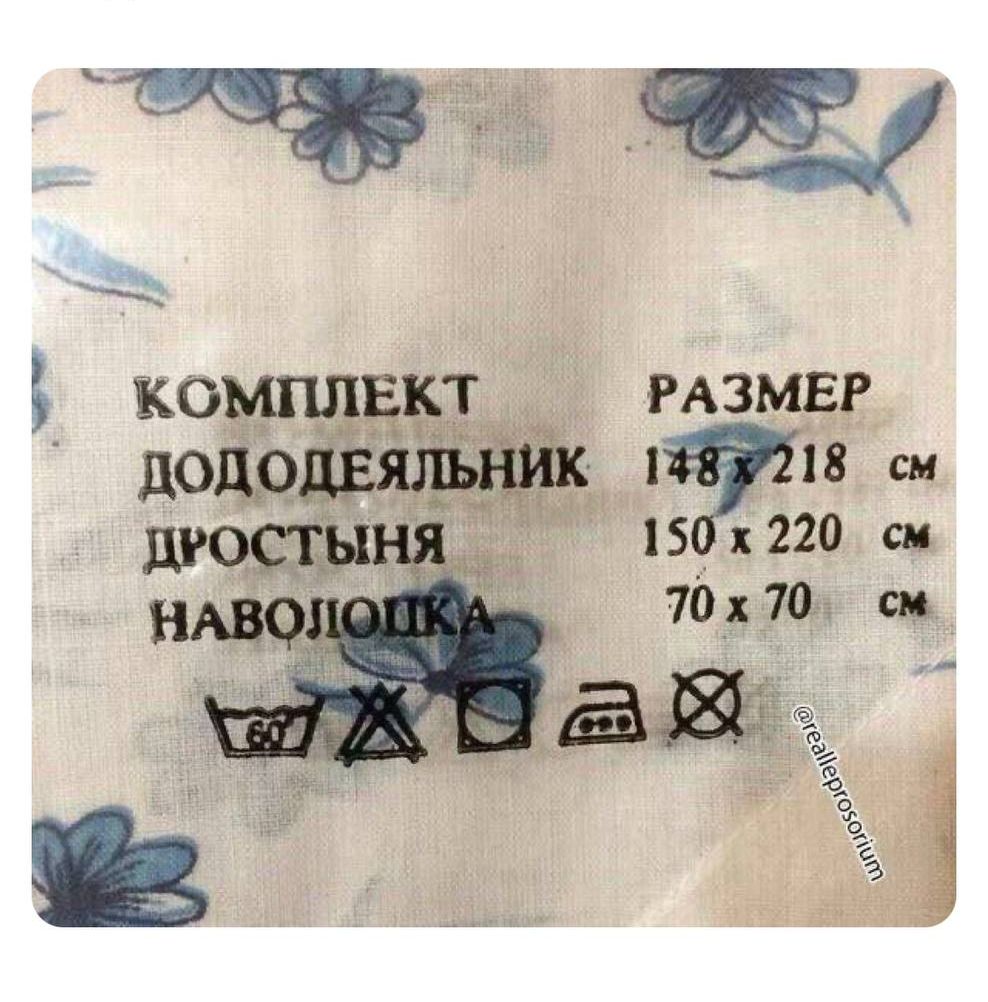 КОМПЛЕКТ РАЗМЕР
ДОДОДЕЯЛЬНИК 148 x 218 см
ДРОСТЫНЯ 150 x 220 см
НАВОЛОЦКА 70 x 70 см
60°
@realleprosorium